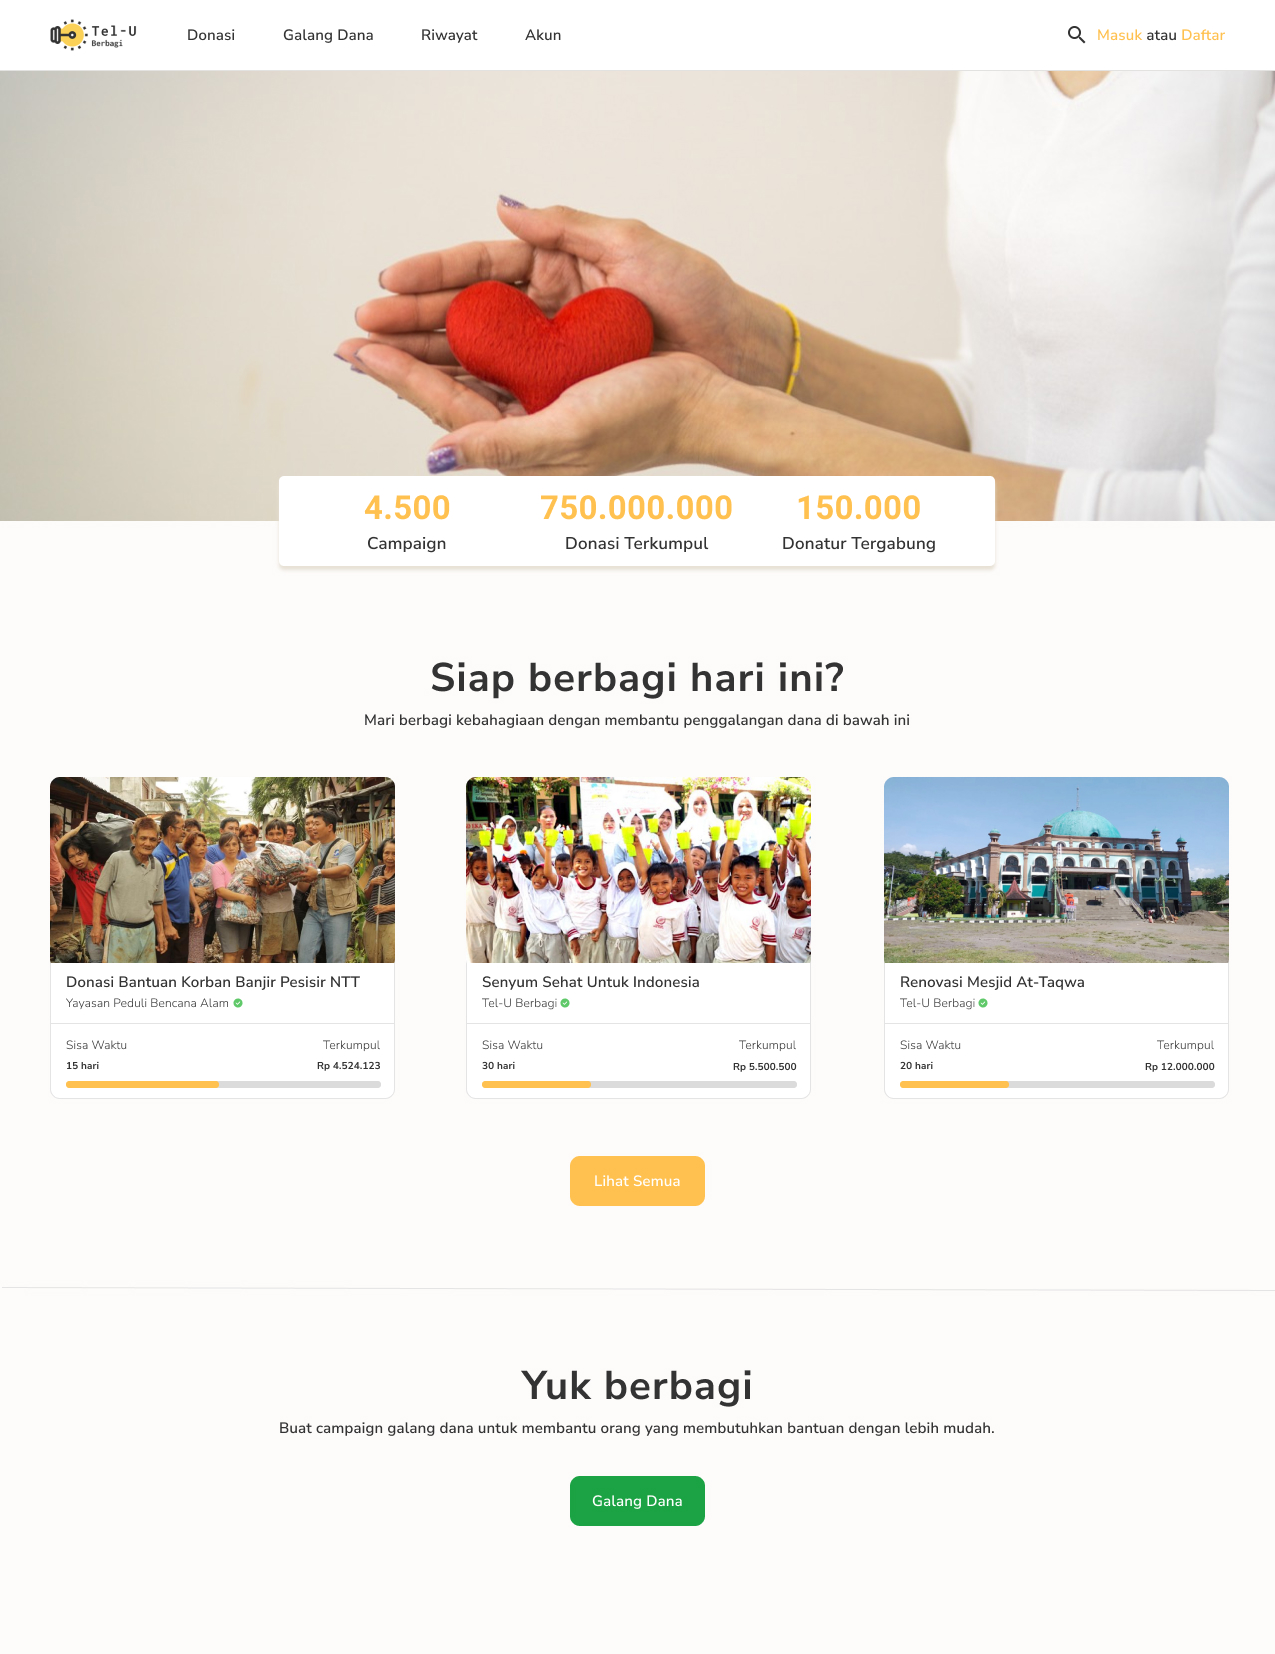 Tel-U
Berbagi
Donasi
Galang Dana
Riwayat
Akun
Masuk atau Daftar
4.500
Campaign
750.000.000
Donasi Terkumpul
150.000
Donatur Tergabung
Siap berbagi hari ini?
Mari berbagi kebahagiaan dengan membantu penggalangan dana di bawah ini
Donasi Bantuan Korban Banjir Pesisir NTT
Yayasan Peduli Bencana Alam
Sisa Waktu
Terkumpul
15 hari
Rp 4.524.123
Senyum Sehat Untuk Indonesia
Tel-U Berbagi
Sisa Waktu
Terkumpul
30 hari
Rp 5.500.500
Renovasi Mesjid At-Taqwa
Tel-U Berbagi
Sisa Waktu
Terkumpul
20 hari
Rp 12.000.000
Lihat Semua
Yuk berbagi
Buat campaign galang dana untuk membantu orang yang membutuhkan bantuan dengan lebih mudah.
Galang Dana